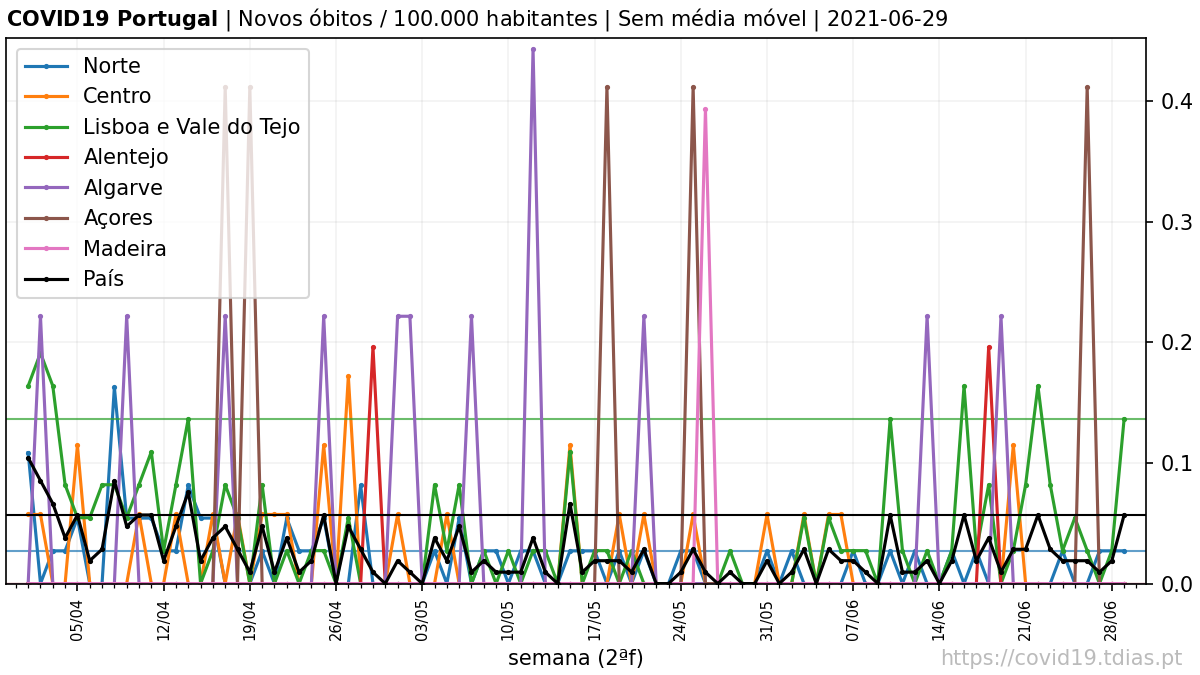 COVID19 Portugal | Novos óbitos / 100.000 habitantes | Sem média móvel | 2021-06-29
Norte
Centro
Lisboa e Vale do Tejo
Alentejo
Algarve
Açores
Madeira
País
0.4
0.3
0.2
0.1
0.0
05/04
12/04
19/04
26/04
03/05
10/05
17/05
24/05
31/05
07/06
14/06
21/06
28/06
semana (2ªf)
https://covid19.tdias.pt